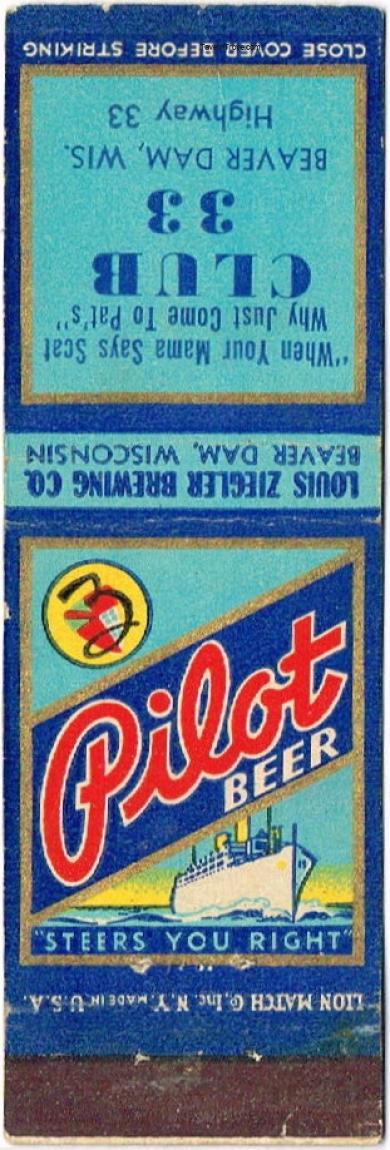 CLOSE COVER BEFORE STRIKING
"When Your Mama Says Scat
Why Just Come To Pat's"
CLUB
33
BEAVER DAM, WIS.
Highway 33
LOUIS ZIEGLER BREWING CO.
BEAVER DAM, WISCONSIN
Pilot
BEER
"STEERS YOU RIGHT"
LION MATCH Co, Inc. N.Y. MADE IN U.S.A.